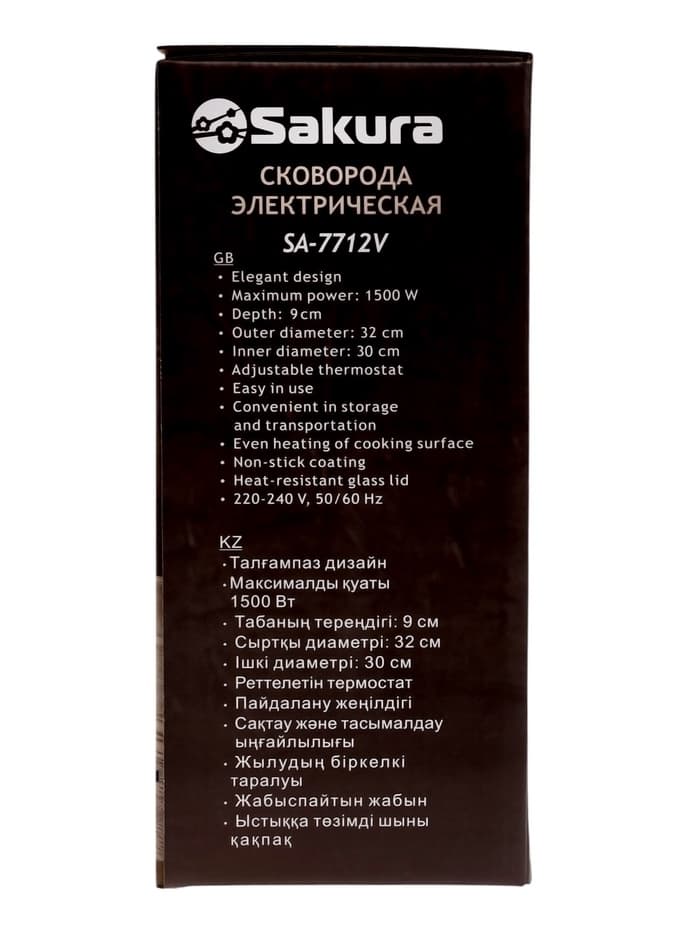 Sakura
СКОВОРОДА
ЭЛЕКТРИЧЕСКАЯ
SA-7712V
GB
• Elegant design
• Maximum power: 1500 W
• Depth: 9cm
• Outer diameter: 32 cm
• Inner diameter: 30 cm
• Adjustable thermostat
• Easy in use
• Convenient in storage
and transportation
• Even heating of cooking surface
• Non-stick coating
• Heat-resistant glass lid
• 220-240 V, 50/60 Hz
KZ
• Талғампаз дизайн
• Максималды қуаты
1500 Вт
• Табаның тереңдігі: 9 см
• Сыртқы диаметрі: 32 см
• Ішкі диаметрі: 30 см
• Реттелетін термостат
• Пайдалану жеңілдігі
• Сақтау және тасымалдау
ыңғайлылығы
• Жылудың біркелкі
таралуы
• Жабыспайтын жабын
• Ыстыққа төзімді шыны
қақпақ